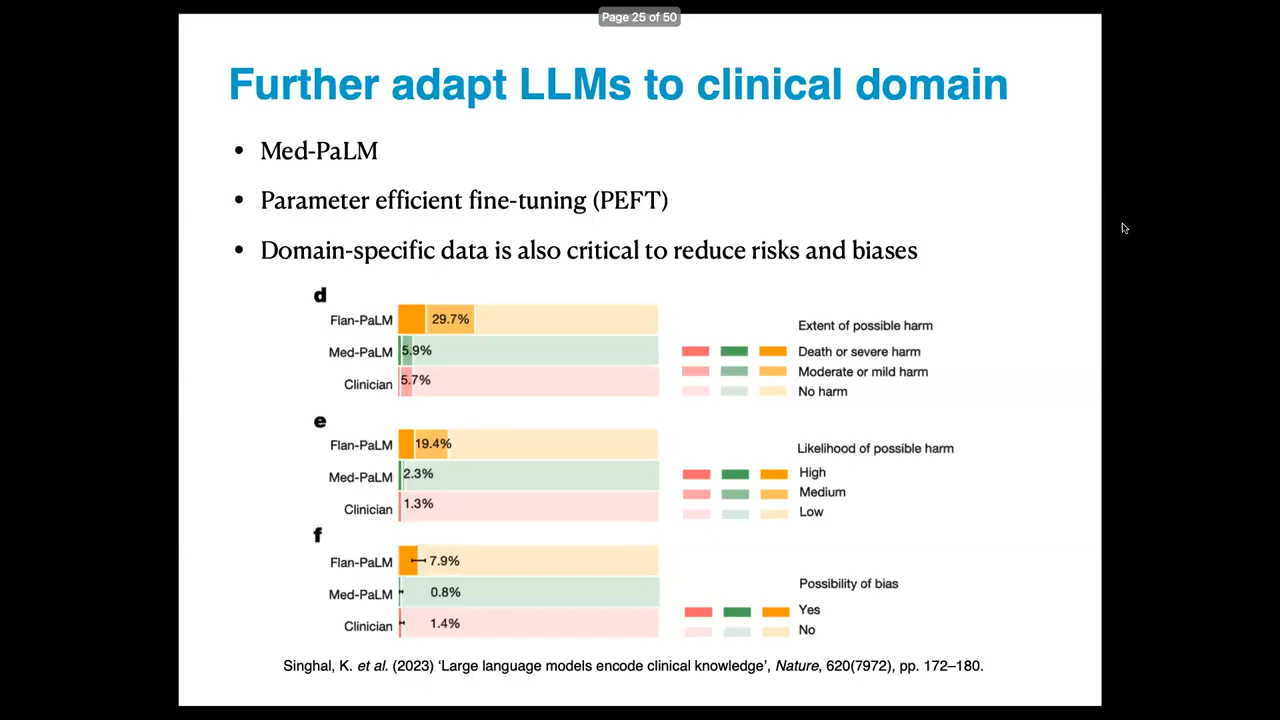 Page 25 of 50
Further adapt LLMs to clinical domain
• Med-PaLM
• Parameter efficient fine-tuning (PEFT)
• Domain-specific data is also critical to reduce risks and biases
d
Flan-PaLM 29.7%
Med-PaLM 5.9%
Clinician 5.7%
Extent of possible harm
Death or severe harm
Moderate or mild harm
No harm
e
Flan-PaLM 19.4%
Med-PaLM 2.3%
Clinician 1.3%
Likelihood of possible harm
High
Medium
Low
f
Flan-PaLM 7.9%
Med-PaLM 0.8%
Clinician 1.4%
Possibility of bias
Yes
No
Singhal, K. et al. (2023) ‘Large language models encode clinical knowledge’, Nature, 620(7972), pp. 172–180.